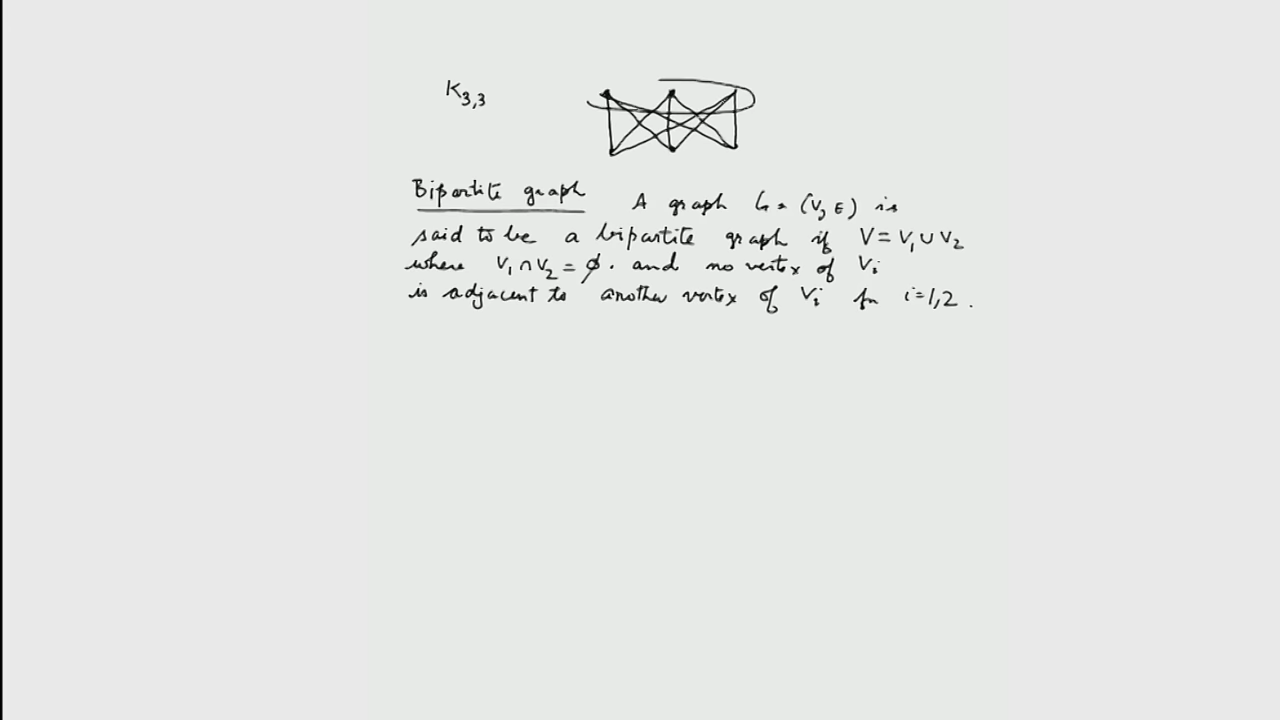 K3,3
Bipartite graph A graph G = (V, E) is
said to be a bipartite graph if V = V1 ∪ V2
where V1 ∩ V2 = ϕ. and no vertex of Vi
is adjacent to another vertex of Vi for i=1,2.